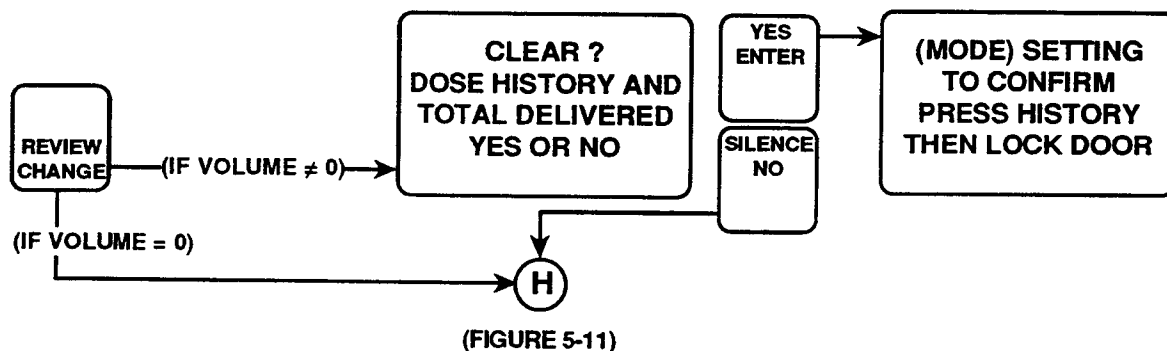 REVIEW
CHANGE
(IF VOLUME ≠ 0)
(IF VOLUME = 0)
CLEAR ?
DOSE HISTORY AND
TOTAL DELIVERED
YES OR NO
YES
ENTER
SILENCE
NO
(MODE) SETTING
TO CONFIRM
PRESS HISTORY
THEN LOCK DOOR
H
(FIGURE 5-11)